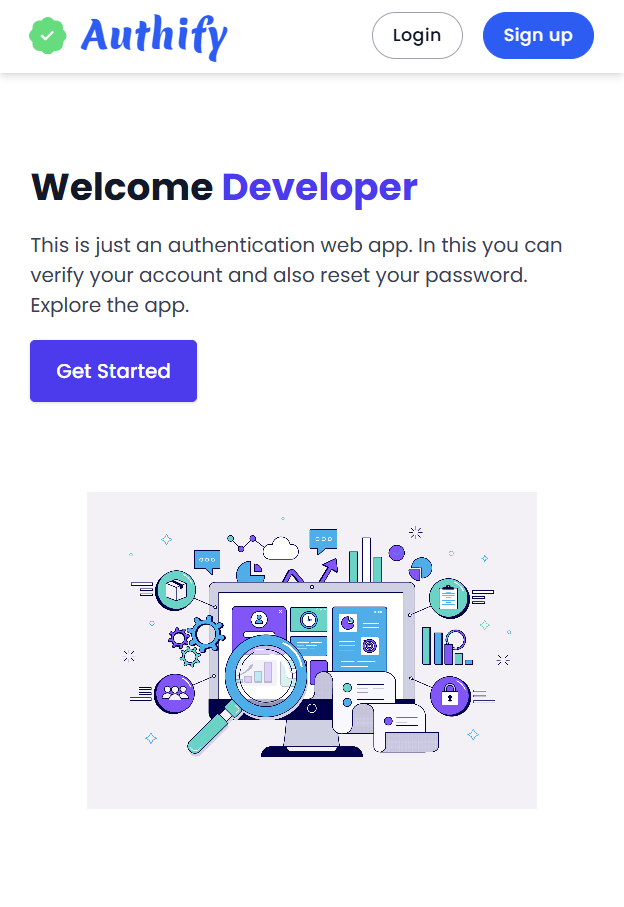 Authify
Login
Sign up
Welcome Developer
This is just an authentication web app. In this you can
verify your account and also reset your password.
Explore the app.
Get Started